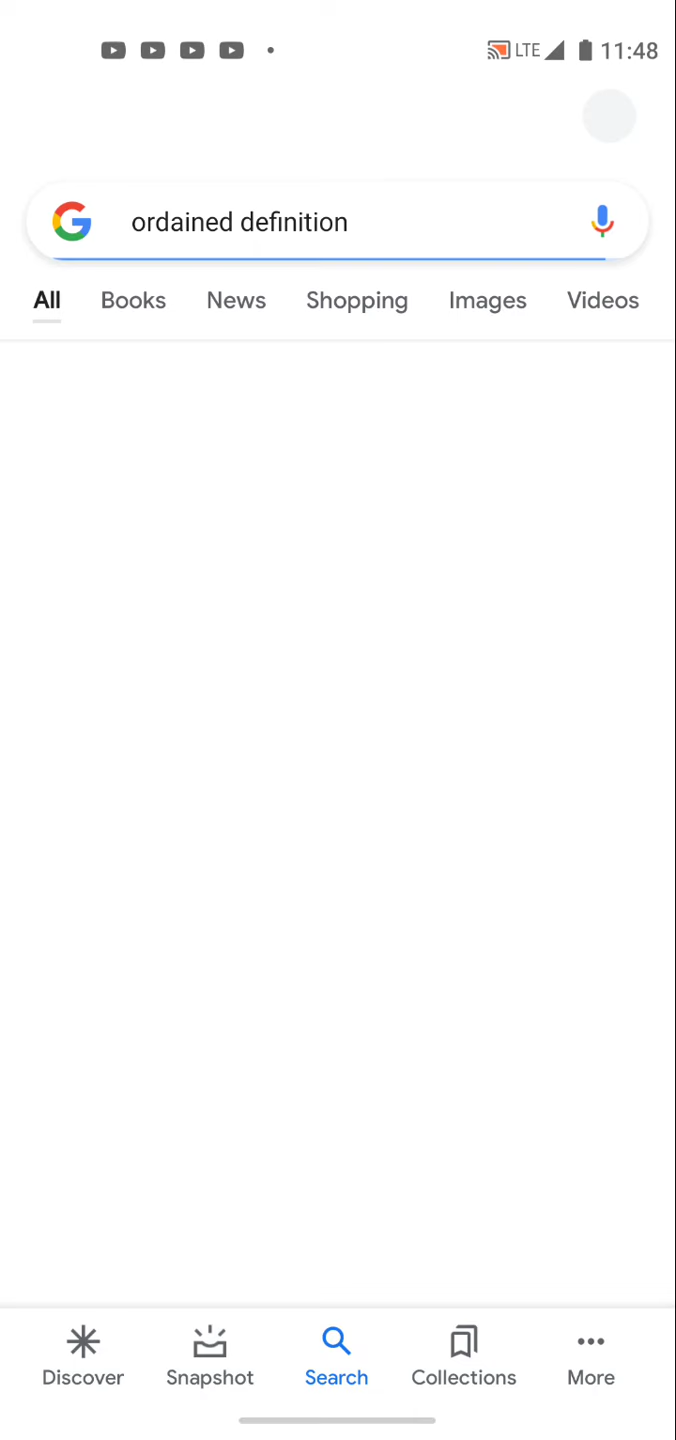 LTE 11:48
ordained definition
All Books News Shopping Images Videos
Discover Snapshot Search Collections More